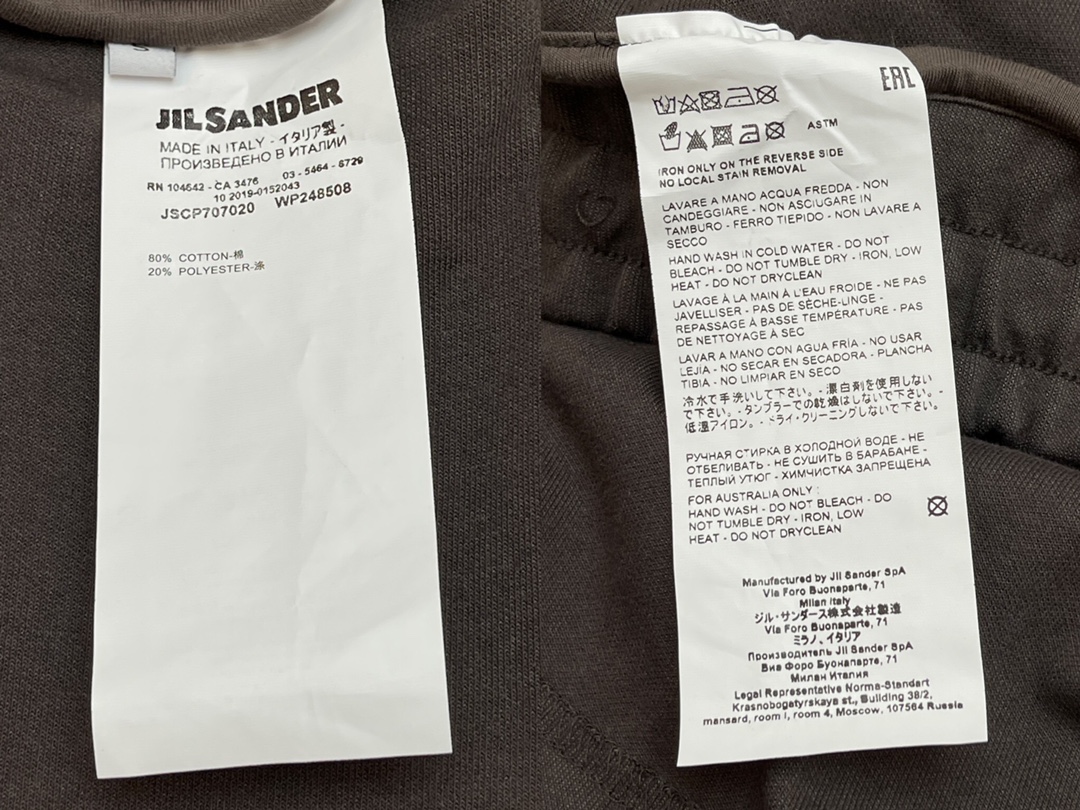 JIL SANDER
MADE IN ITALY - イタリア製 -
ПРОИЗВЕДЕНО В ИТАЛИИ
RN 104642 - CA 3476 03 - 5464 - 6729
10 2019-0152043
JSCP707020 WP248508
80% COTTON-棉
20% POLYESTER-涤
EAC
ASTM
IRON ONLY ON THE REVERSE SIDE
NO LOCAL STAIN REMOVAL
LAVARE A MANO ACQUA FREDDA - NON
CANDEGGIARE - NON ASCIUGARE IN
TAMBURO - FERRO TIEPIDO - NON LAVARE A
SECCO
HAND WASH IN COLD WATER - DO NOT
BLEACH - DO NOT TUMBLE DRY - IRON, LOW
HEAT - DO NOT DRYCLEAN
LAVAGE À LA MAIN À L'EAU FROIDE - NE PAS
JAVELLISER - PAS DE SÈCHE-LINGE -
REPASSAGE À BASSE TEMPÉRATURE - PAS
DE NETTOYAGE À SEC
LAVAR A MANO CON AGUA FRÍA - NO USAR
LEJÍA - NO SECAR EN SECADORA - PLANCHA
TIBIA - NO LIMPIAR EN SECO
冷水で手洗いして下さい。- 漂白剤を使用しない
で下さい。- タンブラーでの乾燥はしないで下さい。-
低温アイロン。- ドライ・クリーニングしないで下さい。
РУЧНАЯ СТИРКА В ХОЛОДНОЙ ВОДЕ - НЕ
ОТБЕЛИВАТЬ - НЕ СУШИТЬ В БАРАБАНЕ -
ТЕПЛЫЙ УТЮГ - ХИМЧИСТКА ЗАПРЕЩЕНА
FOR AUSTRALIA ONLY :
HAND WASH - DO NOT BLEACH - DO
NOT TUMBLE DRY - IRON, LOW
HEAT - DO NOT DRYCLEAN
Manufactured by Jil Sander SpA
Via Foro Buonaparte, 71
Milan Italy
ジル・サンダース株式会社製造
Via Foro Buonaparte, 71
ミラノ、イタリア
Производитель Jil Sander SpA
Виа Форо Буонапарте, 71
Милан Италия
Legal Representative Norma-Standart
Krasnobogatyrskaya st., Building 38/2,
mansard, room I, room 4, Moscow, 107564 Russia